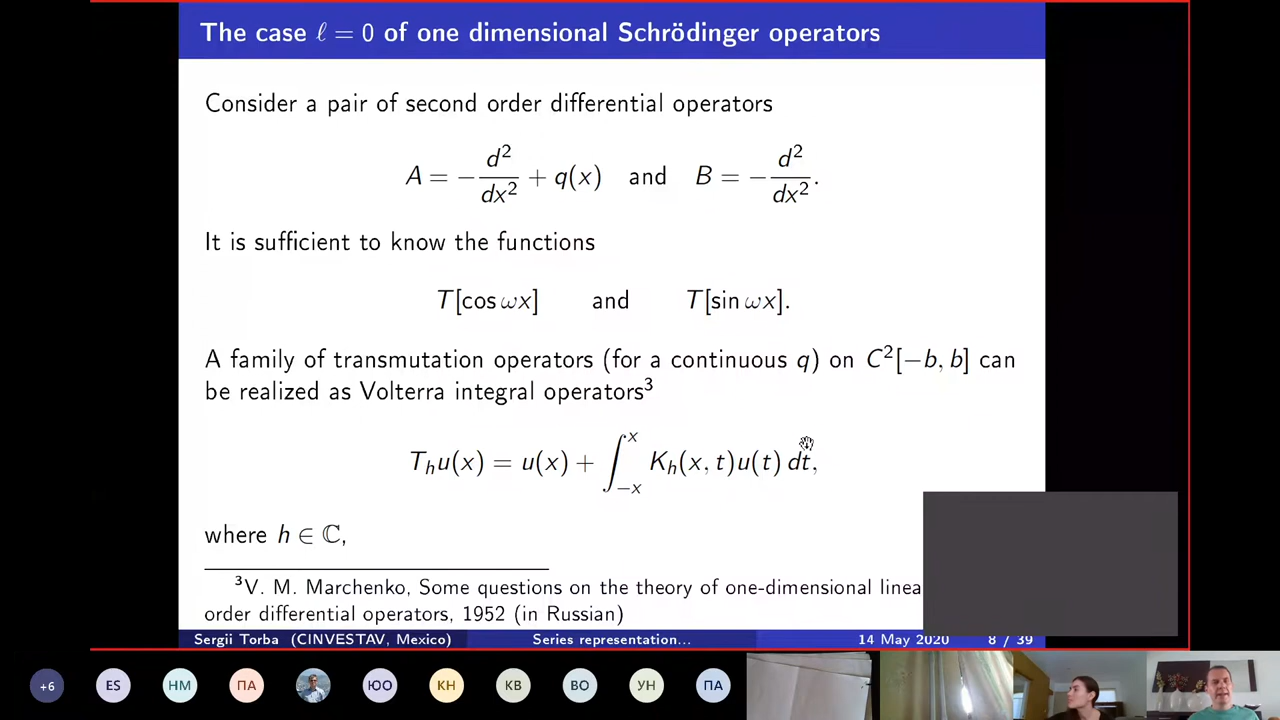 The case ℓ = 0 of one dimensional Schrödinger operators
Consider a pair of second order differential operators
A = − d²/dx² + q(x) and B = − d²/dx².
It is sufficient to know the functions
T[cos ωx] and T[sin ωx].
A family of transmutation operators (for a continuous q) on C²[−b, b] can
be realized as Volterra integral operators³
Tₕu(x) = u(x) + ∫₋ₓˣ Kₕ(x, t)u(t) dt,
where h ∈ ℂ,
³V. M. Marchenko, Some questions on the theory of one-dimensional linea
order differential operators, 1952 (in Russian)
Sergii Torba (CINVESTAV, Mexico) Series representation... 14 May 2020 8 / 39
+6 ES НМ ПА ЮО КН КВ ВО УН ПА